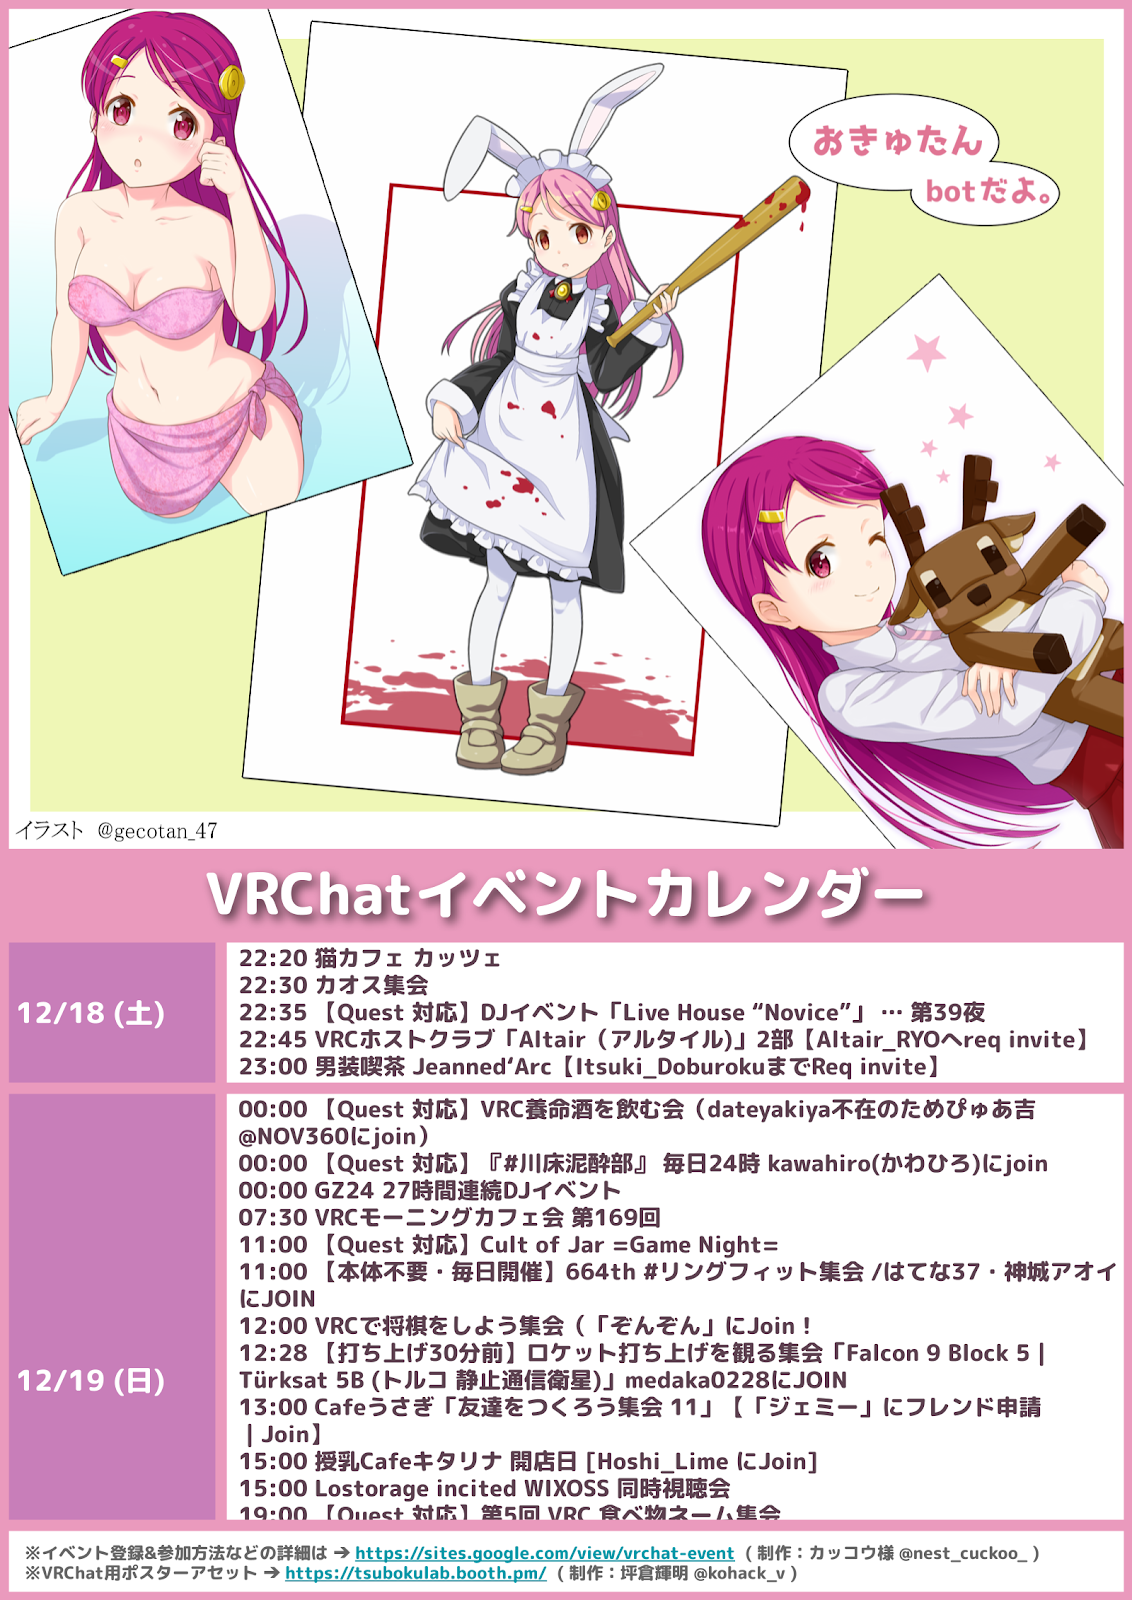 おきゅたん
botだよ。
イラスト @gecotan_47
VRChatイベントカレンダー
12/18 (土)
22:20 猫カフェ カッツェ
22:30 カオス集会
22:35 【Quest 対応】DJイベント「Live House “Novice”」 … 第39夜
22:45 VRCホストクラブ「Altair（アルタイル)」2部【Altair_RYOへreq invite】
23:00 男装喫茶 Jeanned‘Arc【Itsuki_DoburokuまでReq invite】
12/19 (日)
00:00 【Quest 対応】VRC養命酒を飲む会（dateyakiya不在のためぴゅあ吉
@NOV360にjoin）
00:00 【Quest 対応】『#川床泥酔部』 毎日24時 kawahiro(かわひろ)にjoin
00:00 GZ24 27時間連続DJイベント
07:30 VRCモーニングカフェ会 第169回
11:00 【Quest 対応】Cult of Jar =Game Night=
11:00 【本体不要・毎日開催】664th #リングフィット集会 /はてな37・神城アオイ
にJOIN
12:00 VRCで将棋をしよう集会（「ぞんぞん」にJoin！
12:28 【打ち上げ30分前】ロケット打ち上げを観る集会「Falcon 9 Block 5 |
Türksat 5B (トルコ 静止通信衛星)」medaka0228にJOIN
13:00 Cafeうさぎ「友達をつくろう集会 11」【「ジェミー」にフレンド申請
| Join】
15:00 授乳Cafeキタリナ 開店日 [Hoshi_Lime にJoin]
15:00 Lostorage incited WIXOSS 同時視聴会
19:00 【Quest 対応】第5回 VRC 食べ物ネーム集会
※イベント登録&参加方法などの詳細は → https://sites.google.com/view/vrchat-event （制作：カッコウ様 @nest_cuckoo_ ）
※VRChat用ポスターアセット → https://tsubokulab.booth.pm/ （制作：坪倉輝明 @kohack_v ）